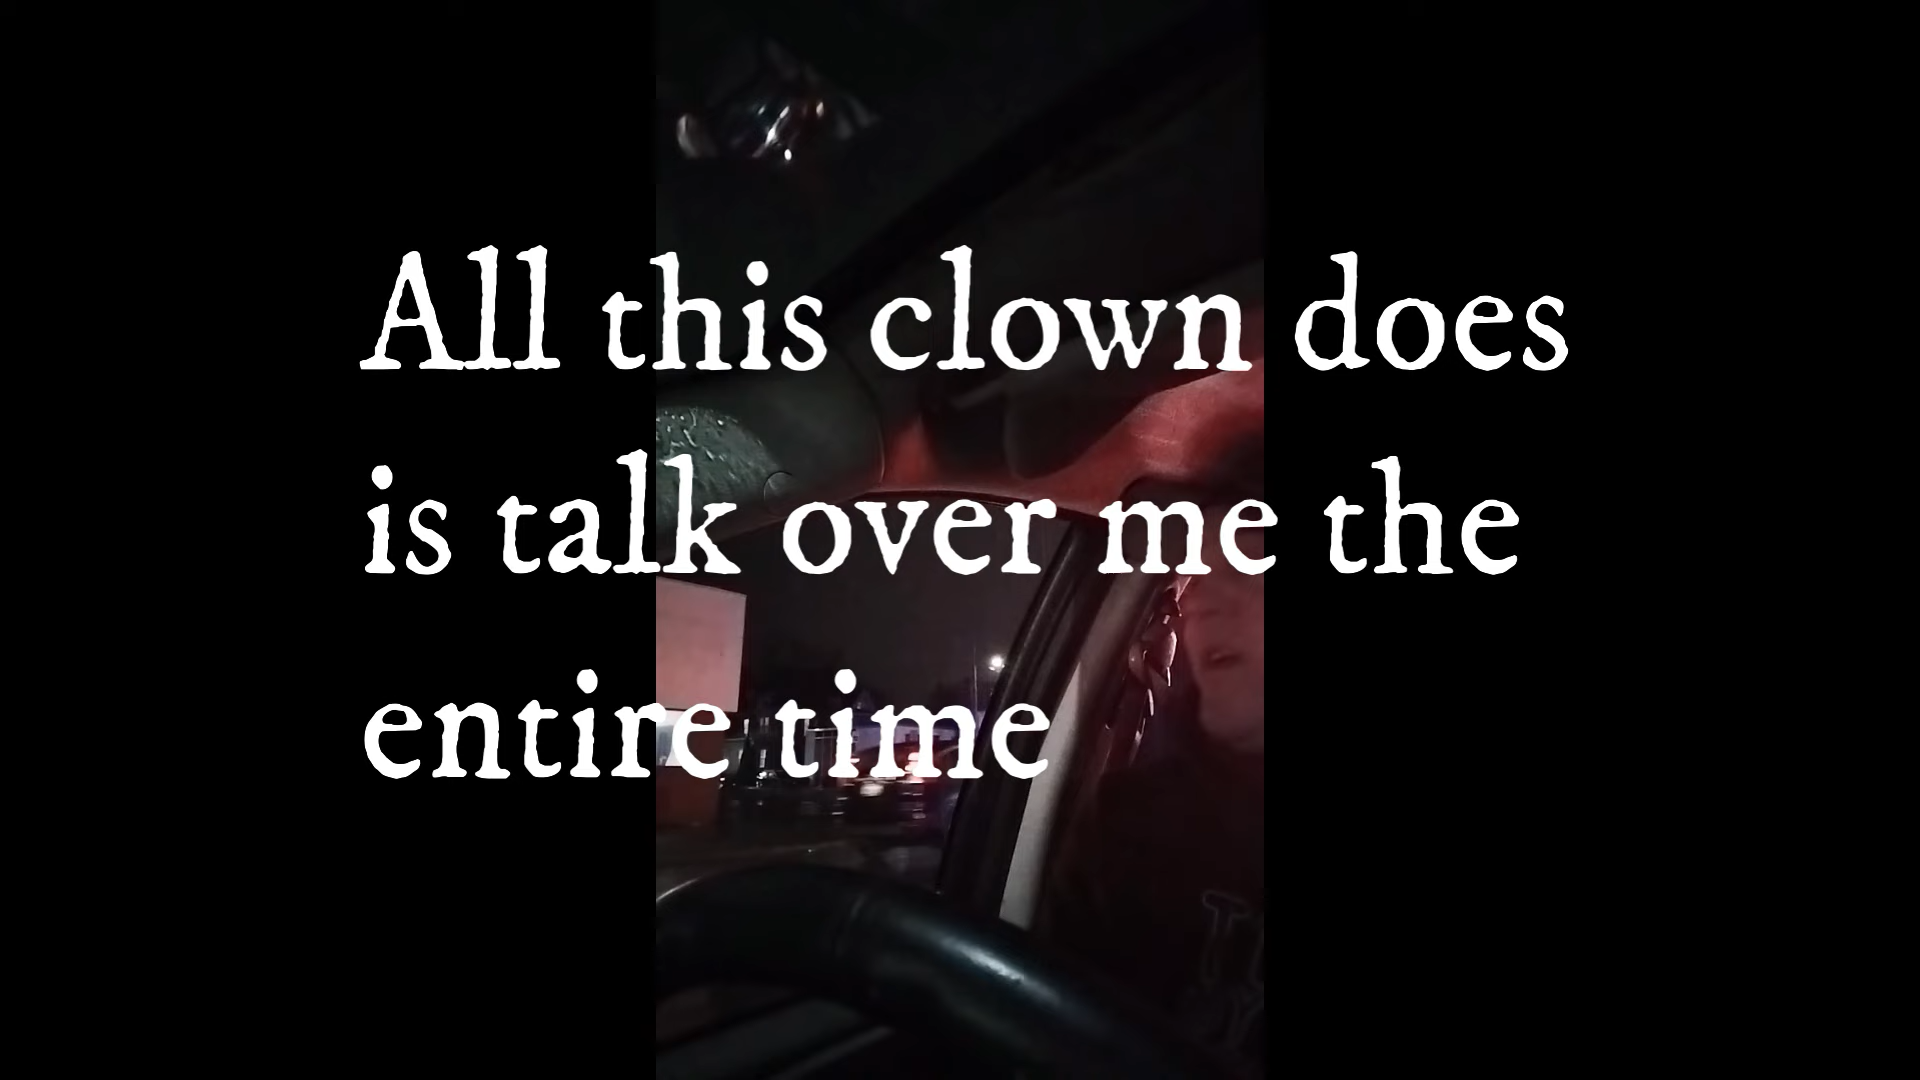 All this clown does
is talk over me the
entire time